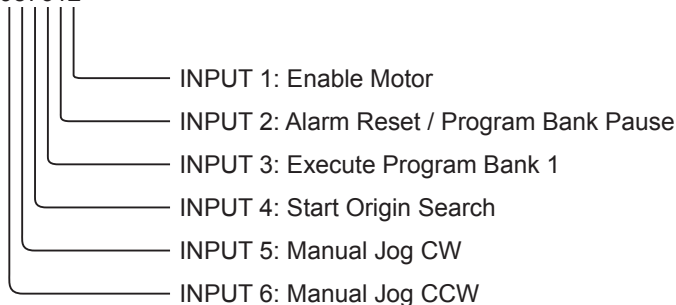 INPUT 1: Enable Motor
INPUT 2: Alarm Reset / Program Bank Pause
INPUT 3: Execute Program Bank 1
INPUT 4: Start Origin Search
INPUT 5: Manual Jog CW
INPUT 6: Manual Jog CCW